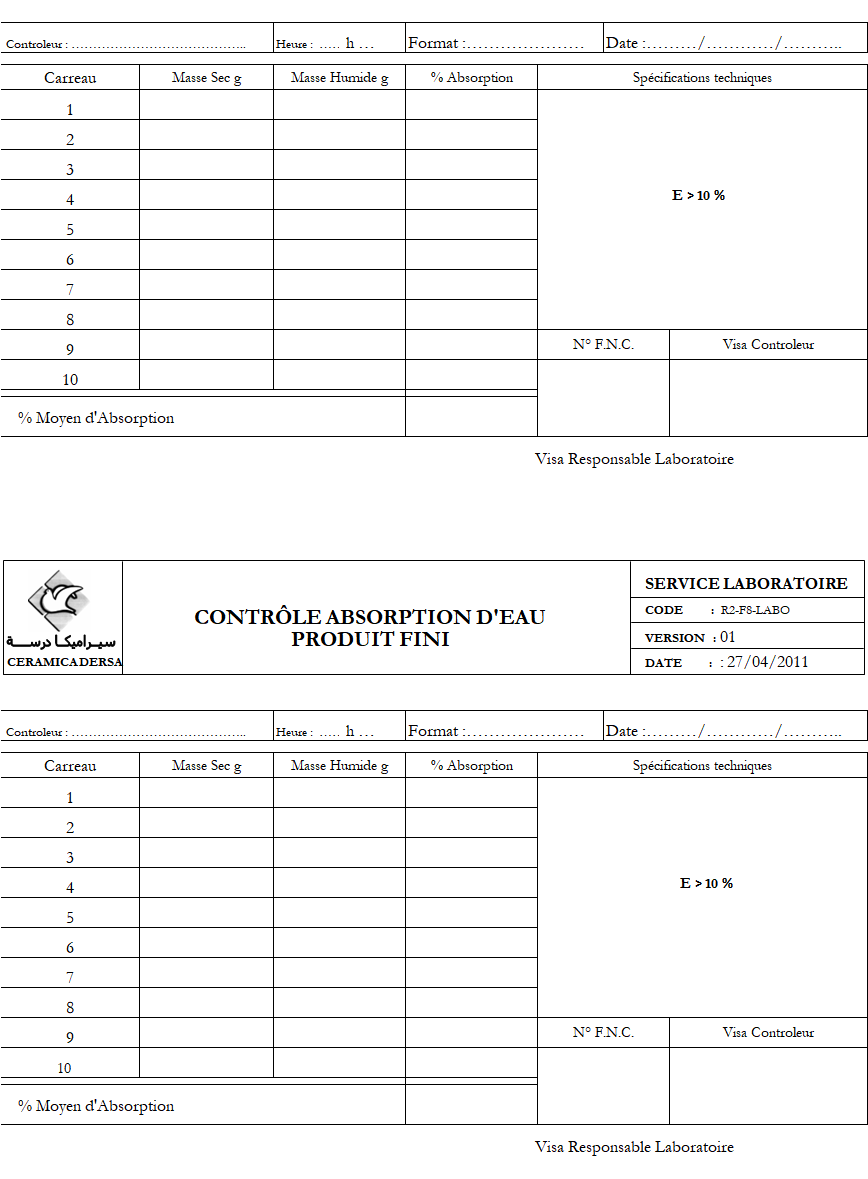 Controleur : ........................................ Heure : ..... h ... Format :..................... Date :........./............/...........
Carreau Masse Sec g Masse Humide g % Absorption Spécifications techniques
1
2
3
4
E > 10 %
5
6
7
8
9 N° F.N.C. Visa Controleur
10
% Moyen d'Absorption
Visa Responsable Laboratoire
سيراميكا درسة
CERAMICA DERSA
CONTRÔLE ABSORPTION D'EAU
PRODUIT FINI
SERVICE LABORATOIRE
CODE : R2-F8-LABO
VERSION : 01
DATE : : 27/04/2011
Controleur : ........................................ Heure : ..... h ... Format :..................... Date :........./............/...........
Carreau Masse Sec g Masse Humide g % Absorption Spécifications techniques
1
2
3
4 E > 10 %
5
6
7
8
9 N° F.N.C. Visa Controleur
10
% Moyen d'Absorption
Visa Responsable Laboratoire